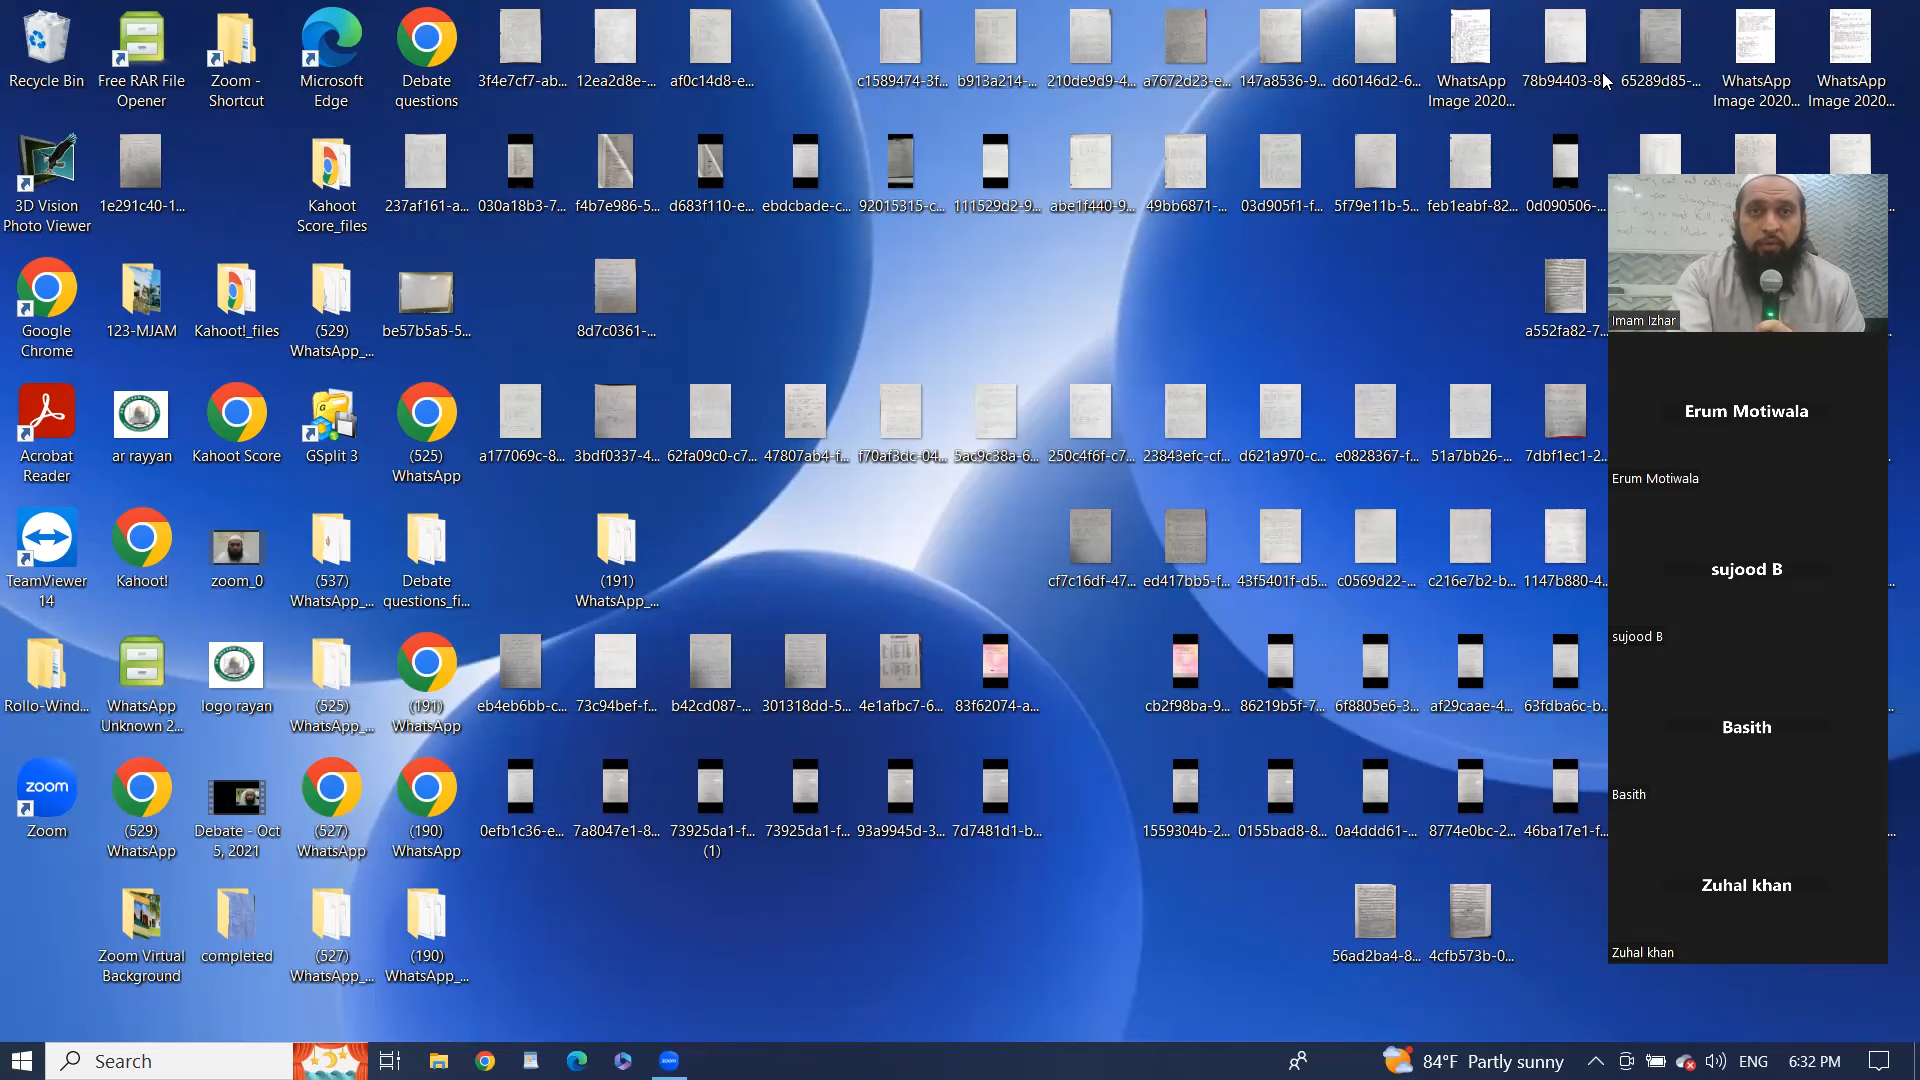 Recycle Bin
Free RAR File
Opener
Zoom -
Shortcut
Microsoft
Edge
Debate
questions
3f4e7cf7-ab...
12ea2d8e-...
af0c14d8-e...
c1589474-3f...
b913a214-...
210de9d9-4...
a7672d23-e...
147a8536-9...
d60146d2-6...
WhatsApp
Image 2020...
78b94403-8
65289d85-...
WhatsApp
Image 2020...
WhatsApp
Image 2020...
3D Vision
Photo Viewer
1e291c40-1...
Kahoot
Score_files
237af161-a...
030a18b3-7...
f4b7e986-5...
d683f110-e...
ebdcbade-c...
92015315-c...
111529d2-9...
abe1f440-9...
49bb6871-...
03d905f1-f...
5f79e11b-5...
feb1eabf-82...
0d090506-...
Imam Izhar
Google
Chrome
123-MJAM
Kahoot!_files
(529)
WhatsApp_...
be57b5a5-5...
8d7c0361-...
a552fa82-7...
Acrobat
Reader
ar rayyan
Kahoot Score
GSplit 3
(525)
WhatsApp
a177069c-8...
3bdf0337-4...
62fa09c0-c7...
47807ab4-f...
f70af3dc-04...
5ac9c38a-6...
250c4f6f-c7...
23843efc-cf...
d621a970-c...
e0828367-f...
51a7bb26-...
7dbf1ec1-2...
Erum Motiwala
Erum Motiwala
TeamViewer
14
Kahoot!
zoom_0
(537)
WhatsApp_...
Debate
questions_fi...
(191)
WhatsApp_...
cf7c16df-47...
ed417bb5-f...
43f5401f-d5...
c0569d22-...
c216e7b2-b...
1147b880-4...
sujood B
sujood B
Rollo-Wind...
WhatsApp
Unknown 2...
logo rayan
(525)
WhatsApp_...
(191)
WhatsApp
eb4eb6bb-c...
73c94bef-f...
b42cd087-...
301318dd-5...
4e1afbc7-6...
83f62074-a...
cb2f98ba-9...
86219b5f-7...
6f8805e6-3...
af29caae-4...
63fdba6c-b...
Basith
Basith
zoom
Zoom
(529)
WhatsApp
Debate - Oct
5, 2021
(527)
WhatsApp
(190)
WhatsApp
0efb1c36-e...
7a8047e1-8...
73925da1-f...
(1)
73925da1-f...
93a9945d-3...
7d7481d1-b...
1559304b-2...
0155bad8-8...
0a4ddd61-...
8774e0bc-2...
46ba17e1-f...
Zuhal khan
Zuhal khan
Zoom Virtual
Background
completed
(527)
WhatsApp_...
(190)
WhatsApp_...
56ad2ba4-8...
4cfb573b-0...
Search
84°F Partly sunny
ENG
6:32 PM